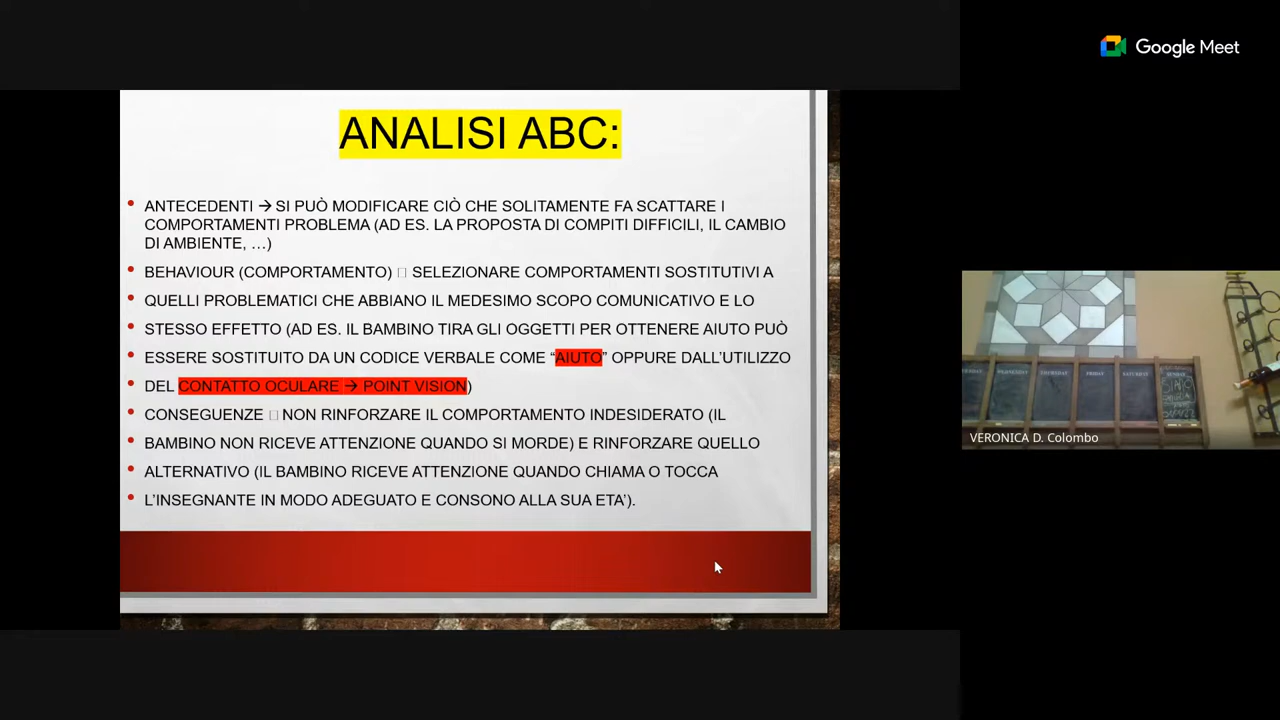 Google Meet
ANALISI ABC:
• ANTECEDENTI → SI PUÒ MODIFICARE CIÒ CHE SOLITAMENTE FA SCATTARE I
COMPORTAMENTI PROBLEMA (AD ES. LA PROPOSTA DI COMPITI DIFFICILI, IL CAMBIO
DI AMBIENTE, …)
• BEHAVIOUR (COMPORTAMENTO) □ SELEZIONARE COMPORTAMENTI SOSTITUTIVI A
• QUELLI PROBLEMATICI CHE ABBIANO IL MEDESIMO SCOPO COMUNICATIVO E LO
• STESSO EFFETTO (AD ES. IL BAMBINO TIRA GLI OGGETTI PER OTTENERE AIUTO PUÒ
• ESSERE SOSTITUITO DA UN CODICE VERBALE COME “AIUTO” OPPURE DALL’UTILIZZO
• DEL CONTATTO OCULARE → POINT VISION)
• CONSEGUENZE □ NON RINFORZARE IL COMPORTAMENTO INDESIDERATO (IL
• BAMBINO NON RICEVE ATTENZIONE QUANDO SI MORDE) E RINFORZARE QUELLO
• ALTERNATIVO (IL BAMBINO RICEVE ATTENZIONE QUANDO CHIAMA O TOCCA
• L’INSEGNANTE IN MODO ADEGUATO E CONSONO ALLA SUA ETA’).
THURSDAY FRIDAY SATURDAY
VERONICA D. Colombo